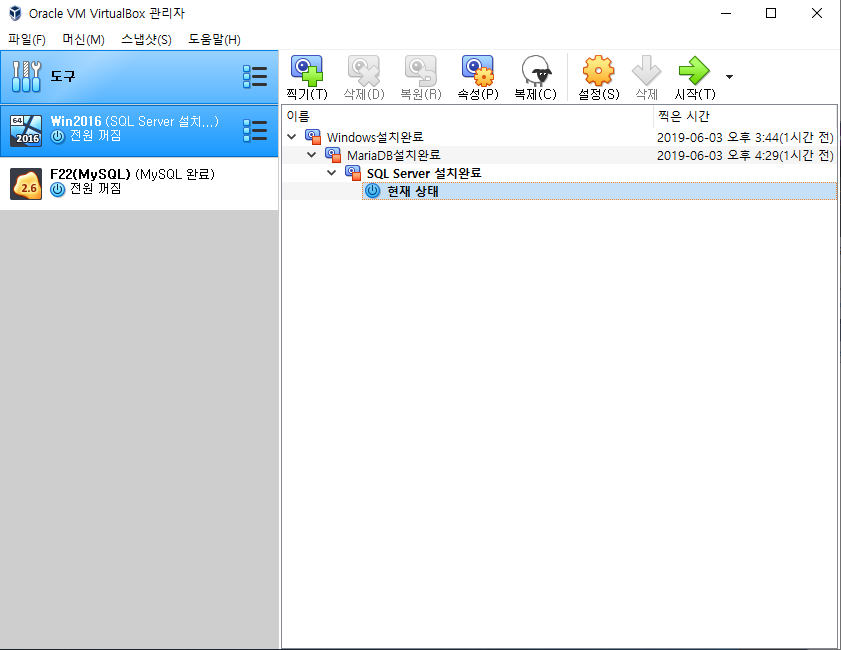 Oracle VM VirtualBox 관리자
파일(F) 머신(M) 스냅샷(S) 도움말(H)
도구
찍기(T) 삭제(D) 복원(R) 속성(P) 복제(C) 설정(S) 삭제 시작(T)
64
2016
Win2016 (SQL Server 설치...)
전원 꺼짐
2.6
F22(MySQL) (MySQL 완료)
전원 꺼짐
이름 찍은 시간
Windows설치완료 2019-06-03 오후 3:44(1시간 전)
MariaDB설치완료 2019-06-03 오후 4:29(1시간 전)
SQL Server 설치완료
현재 상태